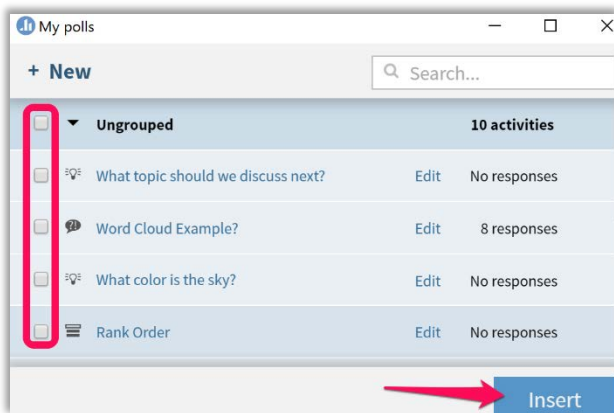 My polls
+ New Search...
Ungrouped 10 activities
What topic should we discuss next? Edit No responses
Word Cloud Example? Edit 8 responses
What color is the sky? Edit No responses
Rank Order Edit No responses
Insert